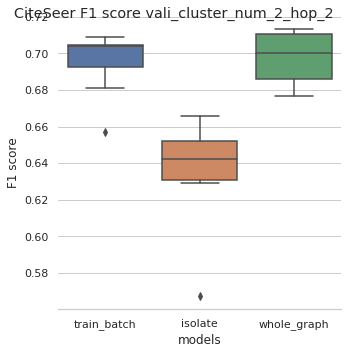 CiteSeer F1 score vali_cluster_num_2_hop_2
0.72
0.70
0.68
0.66
0.64
0.62
0.60
0.58
F1 score
train_batch isolate whole_graph
models